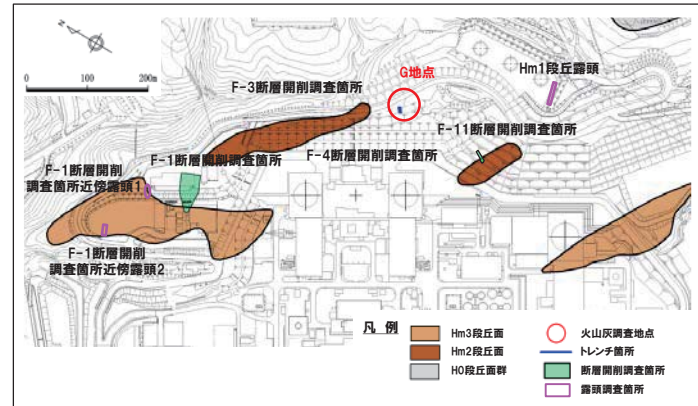 0 100 200m
G地点
Hm1段丘露頭
F-3断層開削調査箇所
F-11断層開削調査箇所
F-1断層開削調査箇所
F-4断層開削調査箇所
F-1断層開削
調査箇所近傍露頭1
F-1断層開削
調査箇所近傍露頭2
凡 例
Hm3段丘面
Hm2段丘面
H0段丘面群
火山灰調査地点
トレンチ箇所
断層開削調査箇所
露頭調査箇所